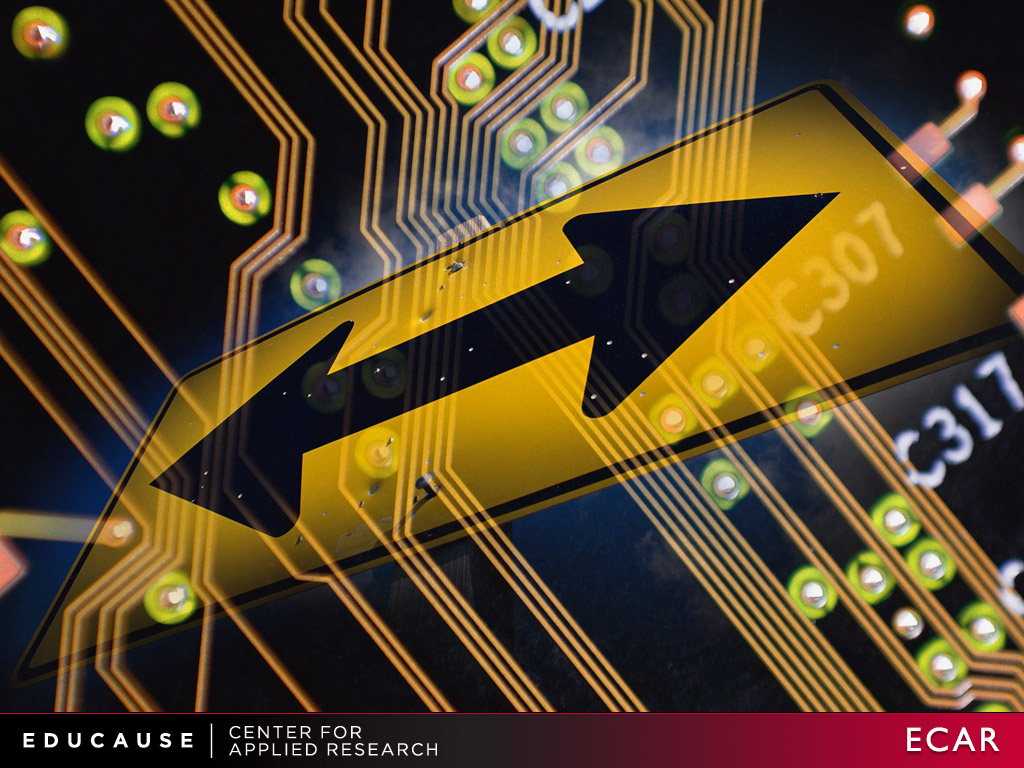 C307
C317
EDUCAUSE
CENTER FOR
APPLIED RESEARCH
ECAR